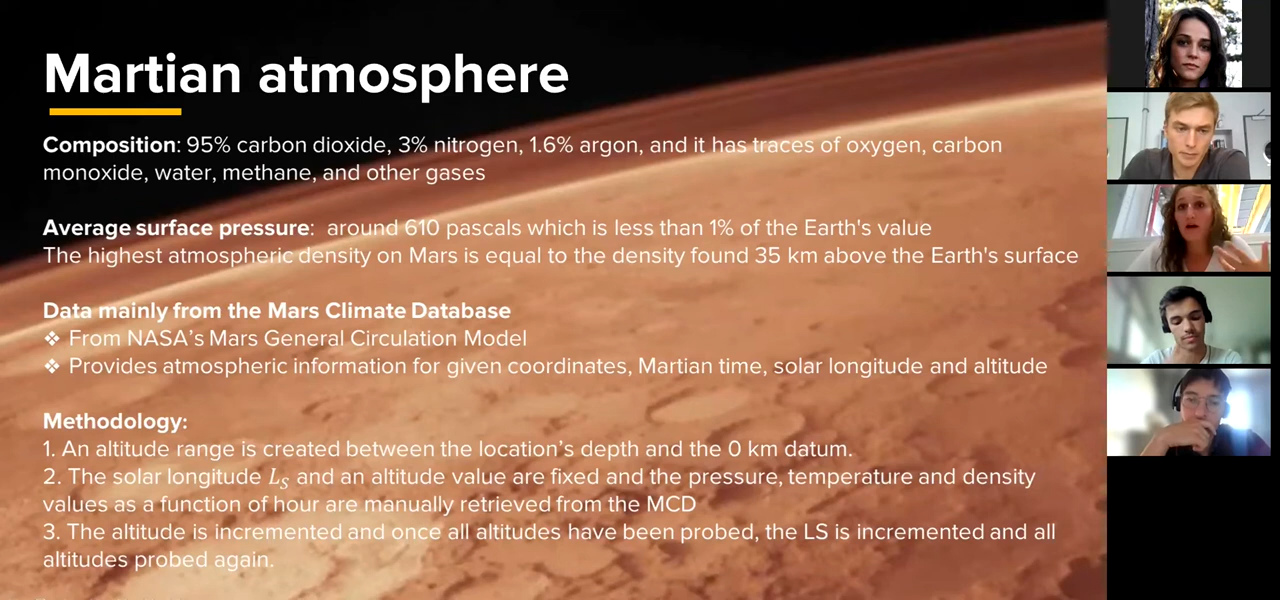 Martian atmosphere
Composition: 95% carbon dioxide, 3% nitrogen, 1.6% argon, and it has traces of oxygen, carbon
monoxide, water, methane, and other gases
Average surface pressure:  around 610 pascals which is less than 1% of the Earth's value
The highest atmospheric density on Mars is equal to the density found 35 km above the Earth's surface
Data mainly from the Mars Climate Database
❖ From NASA's Mars General Circulation Model
❖ Provides atmospheric information for given coordinates, Martian time, solar longitude and altitude
Methodology:
1. An altitude range is created between the location's depth and the 0 km datum.
2. The solar longitude L_S and an altitude value are fixed and the pressure, temperature and density
values as a function of hour are manually retrieved from the MCD
3. The altitude is incremented and once all altitudes have been probed, the LS is incremented and all
altitudes probed again.